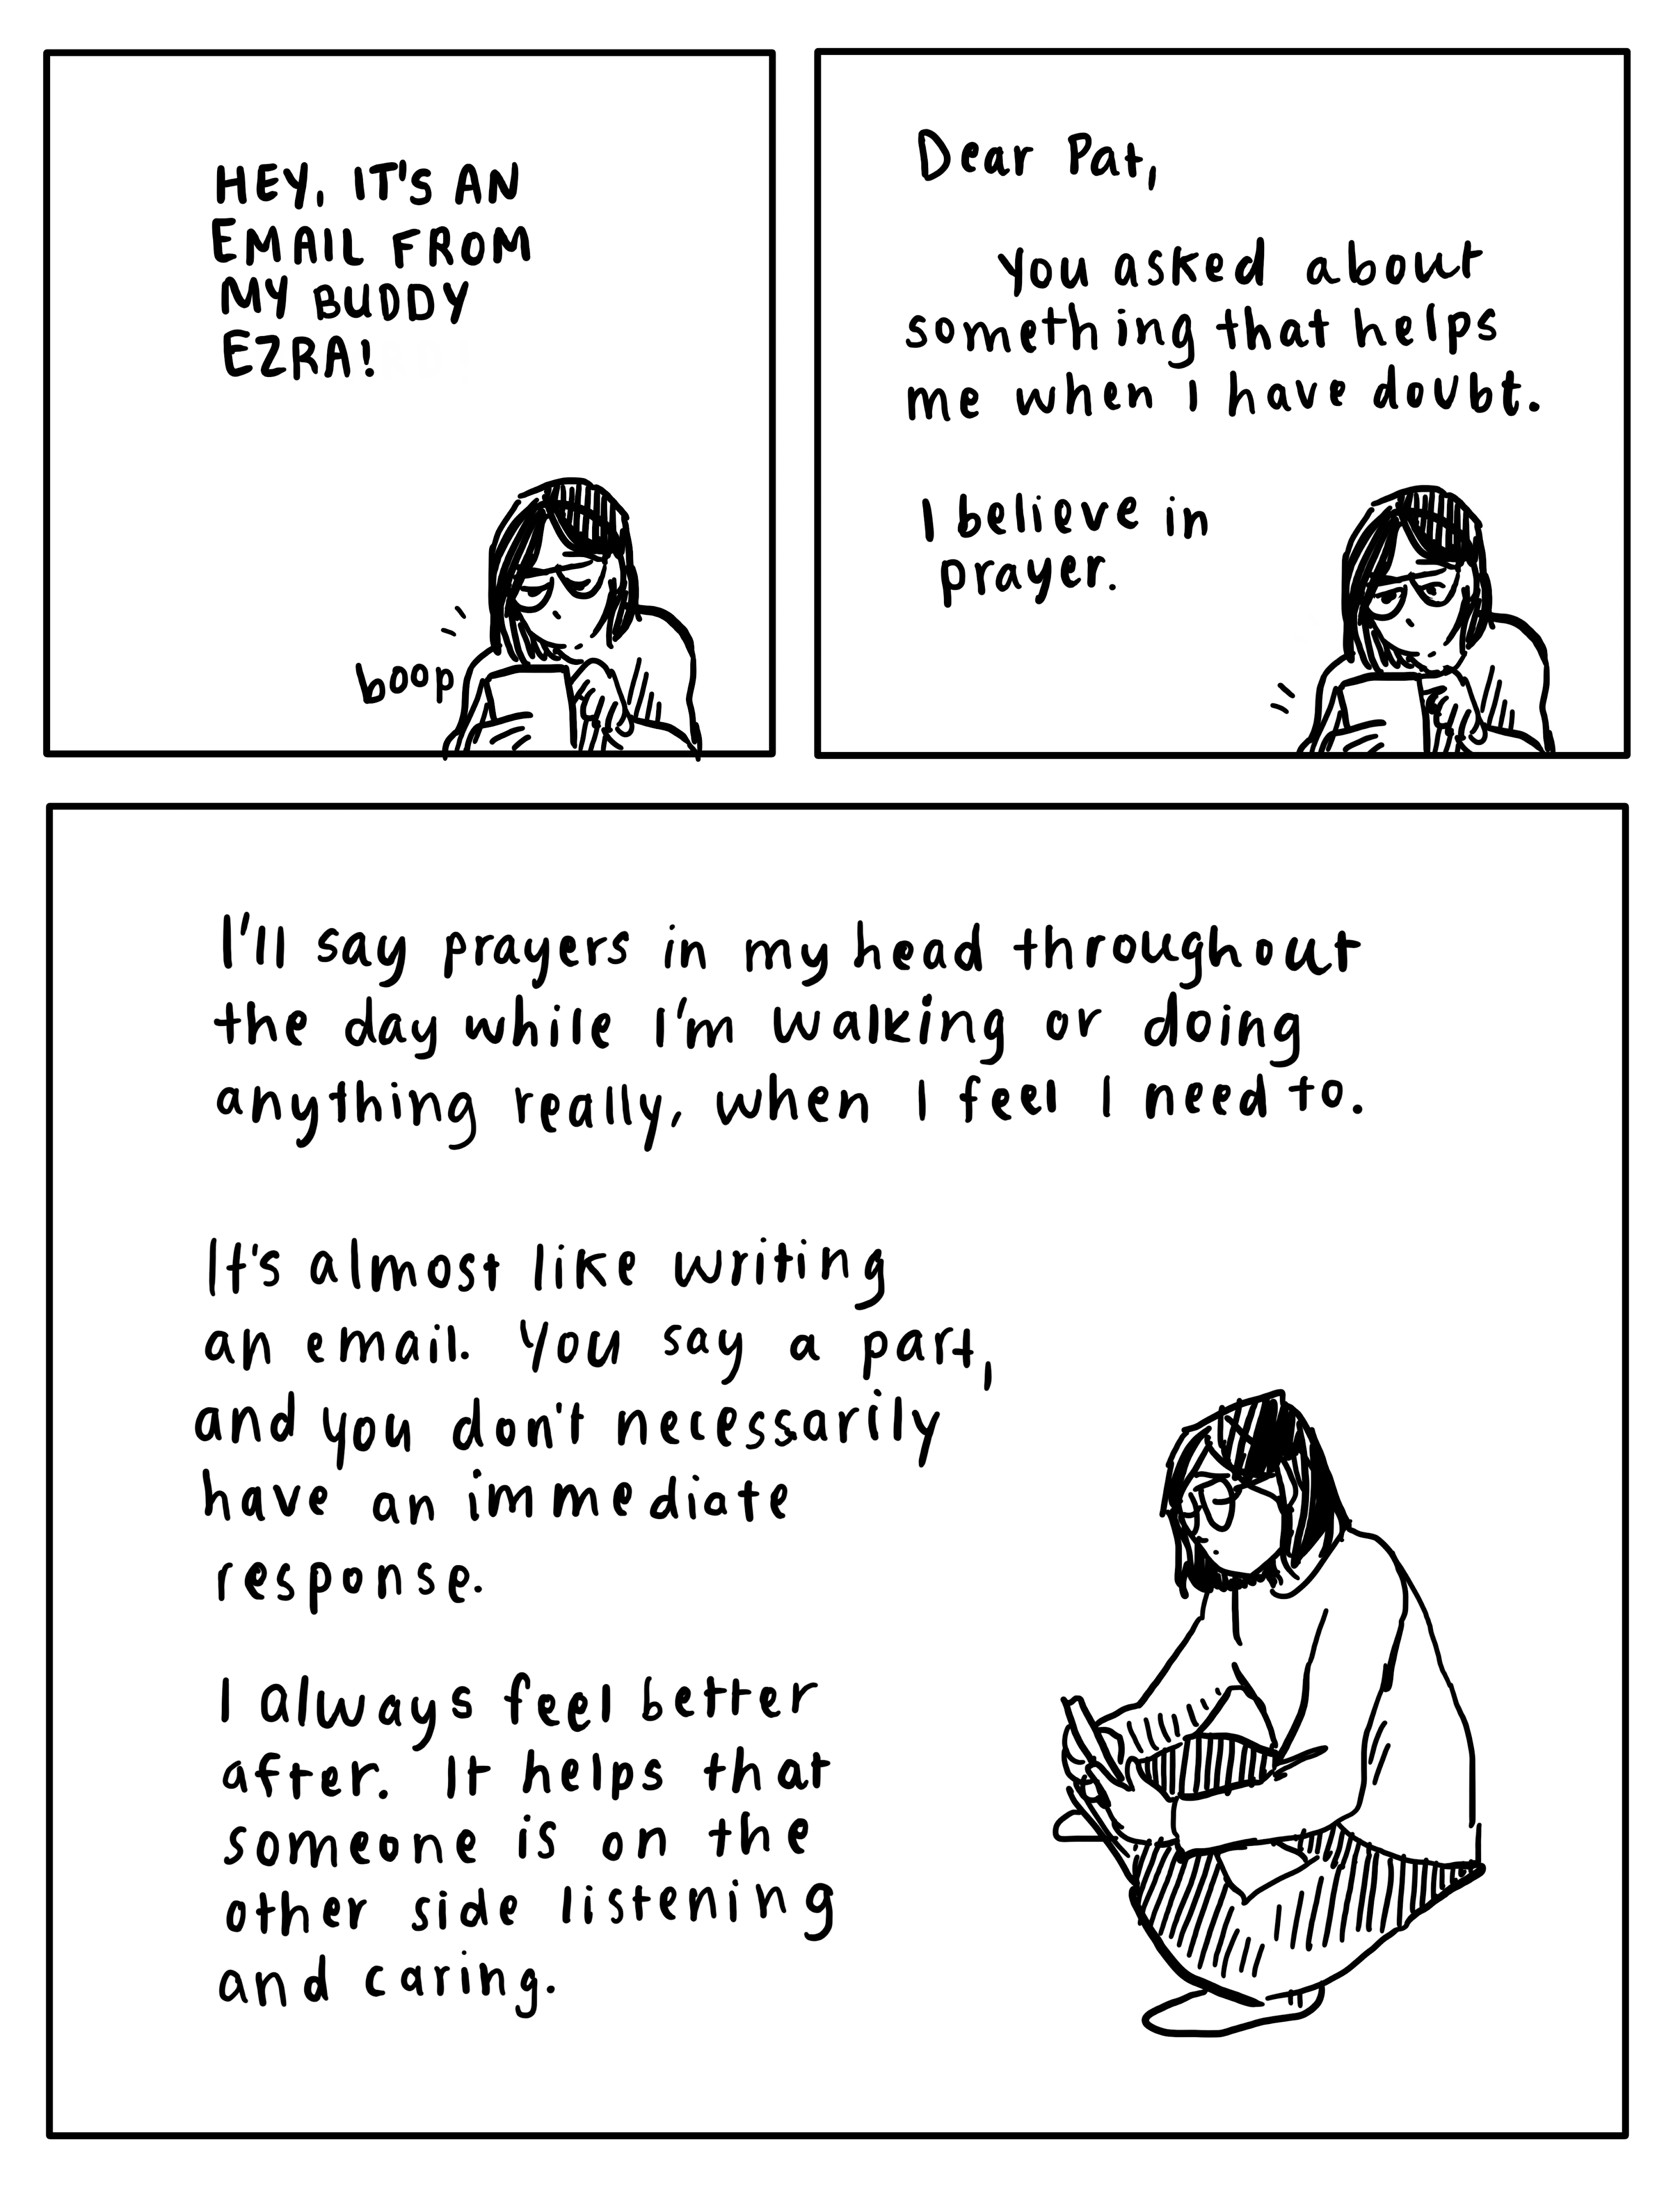 HEY, IT'S AN
EMAIL FROM
MY BUDDY
EZRA!
boop
Dear Pat,
You asked about
something that helps
me when I have doubt.
I believe in
prayer.
I'll say prayers in my head throughout
the day while I'm walking or doing
anything really, when I feel I need to.
It's almost like writing
an email. You say a part,
and you don't necessarily
have an immediate
response.
I always feel better
after. It helps that
someone is on the
other side listening
and caring.